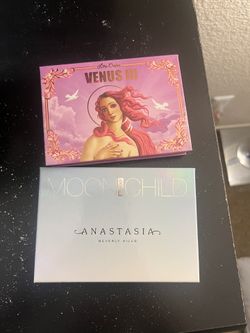 Lime Crime
VENUS III
MOONCHILD
ANASTASIA
BEVERLY HILLS